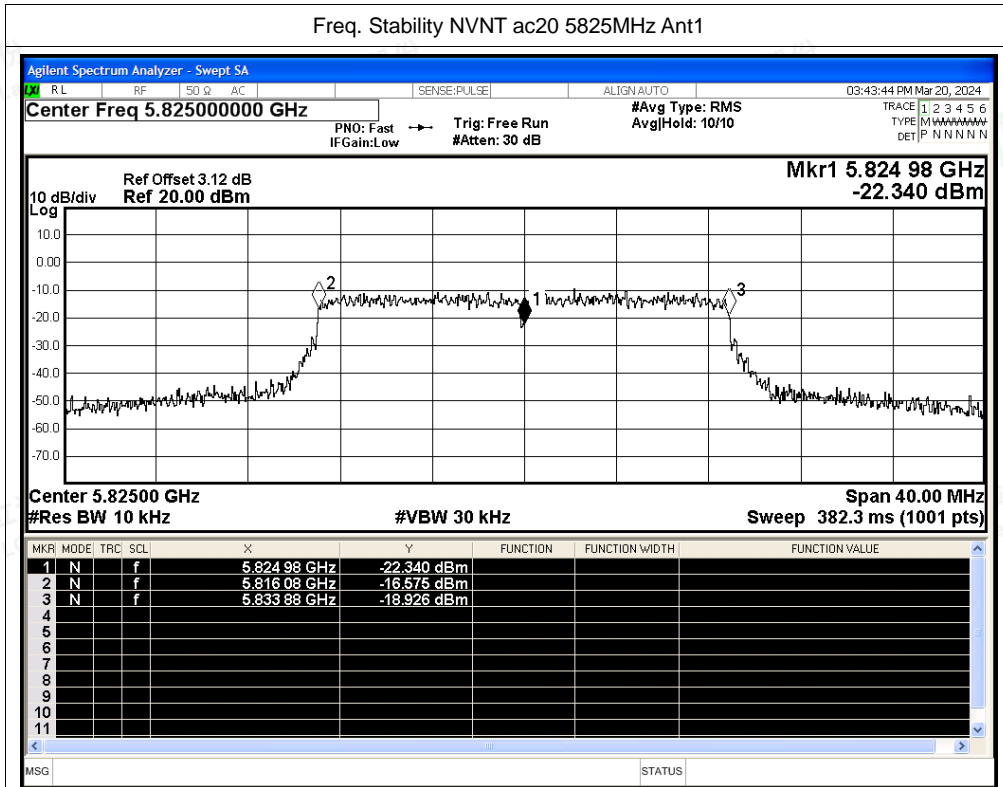 Freq. Stability NVNT ac20 5825MHz Ant1
Agilent Spectrum Analyzer - Swept SA
LXI RL RF 50 Ω AC SENSE:PULSE ALIGN AUTO 03:43:44 PM Mar 20, 2024
Center Freq 5.825000000 GHz #Avg Type: RMS TRACE 1 2 3 4 5 6
PNO: Fast Trig: Free Run Avg|Hold: 10/10 TYPE M WWWWW
IFGain:Low #Atten: 30 dB DET P N N N N N
Mkr1 5.824 98 GHz
Ref Offset 3.12 dB
10 dB/div Ref 20.00 dBm -22.340 dBm
Log
10.0
0.00
-10.0
2 1 3
-20.0
-30.0
-40.0
-50.0
-60.0
-70.0
Center 5.82500 GHz Span 40.00 MHz
#Res BW 10 kHz #VBW 30 kHz Sweep 382.3 ms (1001 pts)
MKR MODE TRC SCL X Y FUNCTION FUNCTION WIDTH FUNCTION VALUE
1 N f 5.824 98 GHz -22.340 dBm
2 N f 5.816 08 GHz -16.575 dBm
3 N f 5.833 88 GHz -18.926 dBm
4
5
6
7
8
9
10
11
MSG STATUS